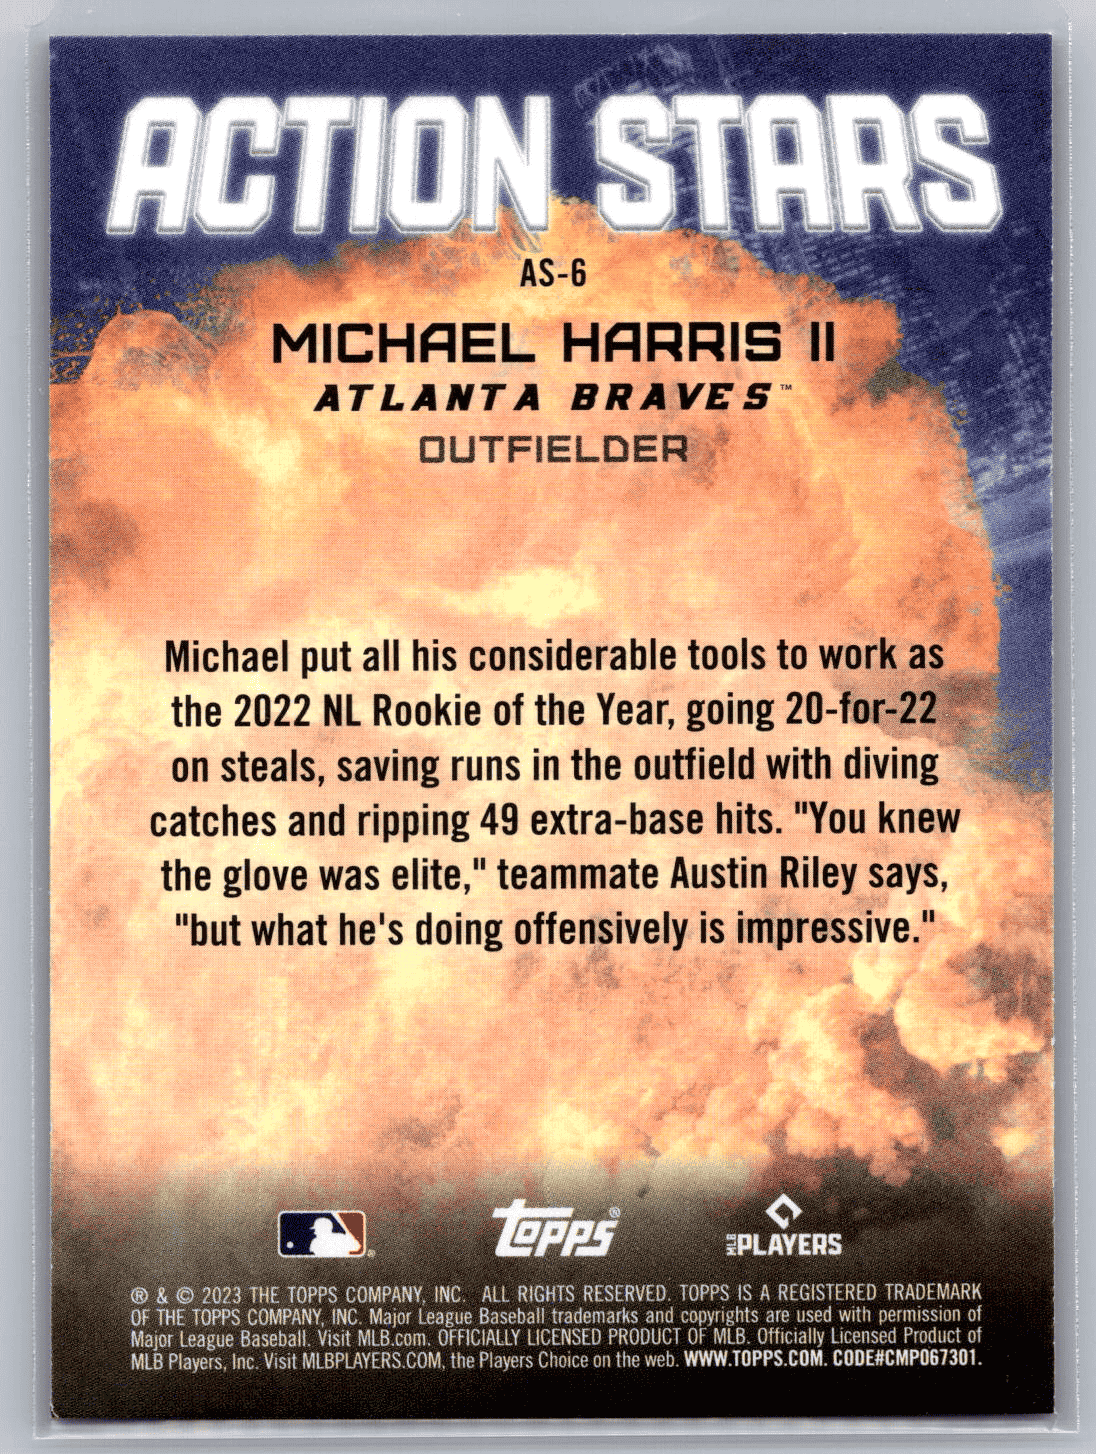 ACTION STARS
AS-6
MICHAEL HARRIS II
ATLANTA BRAVES™
OUTFIELDER
Michael put all his considerable tools to work as
the 2022 NL Rookie of the Year, going 20-for-22
on steals, saving runs in the outfield with diving
catches and ripping 49 extra-base hits. "You knew
the glove was elite," teammate Austin Riley says,
"but what he's doing offensively is impressive."
®
topps®
MLB PLAYERS
® & © 2023 THE TOPPS COMPANY, INC. ALL RIGHTS RESERVED. TOPPS IS A REGISTERED TRADEMARK
OF THE TOPPS COMPANY, INC. Major League Baseball trademarks and copyrights are used with permission of
Major League Baseball. Visit MLB.com. OFFICIALLY LICENSED PRODUCT OF MLB. Officially Licensed Product of
MLB Players, Inc. Visit MLBPLAYERS.COM, the Players Choice on the web. WWW.TOPPS.COM. CODE#CMP067301.